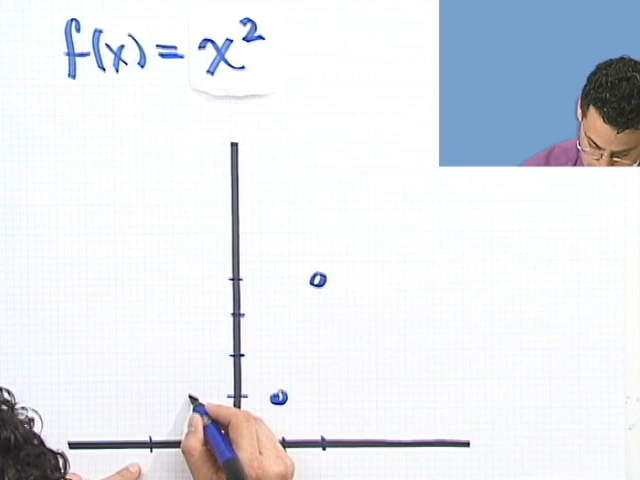 f(x) = x²